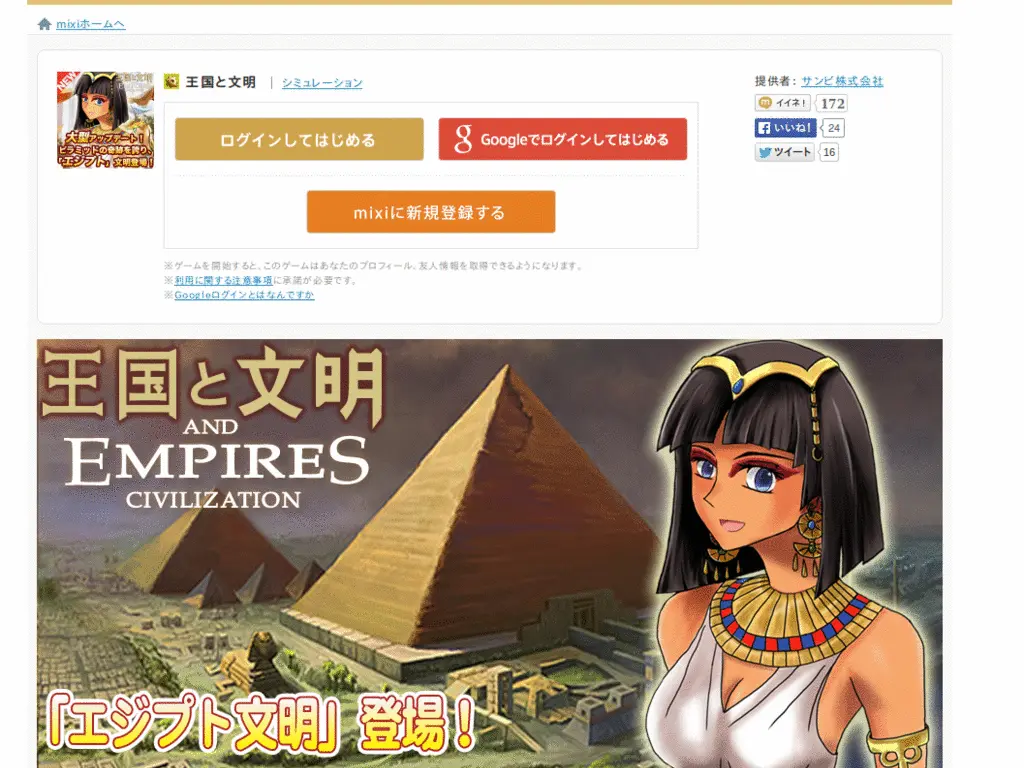 mixiホームへ
NEW
王国と文明
大型アップデート!
ピラミッドの奇跡を誇り、
「エジプト」文明登場!
王国と文明 | シミュレーション
ログインしてはじめる
g Googleでログインしてはじめる
mixiに新規登録する
※ゲームを開始すると、このゲームはあなたのプロフィール、友人情報を取得できるようになります。
※利用に関する注意事項に承諾が必要です。
※Googleログインとはなんですか
提供者: サンビ株式会社
m イイネ! 172
f いいね! 24
ツイート 16
王国と文明
AND
EMPIRES
CIVILIZATION
「エジプト文明」登場!